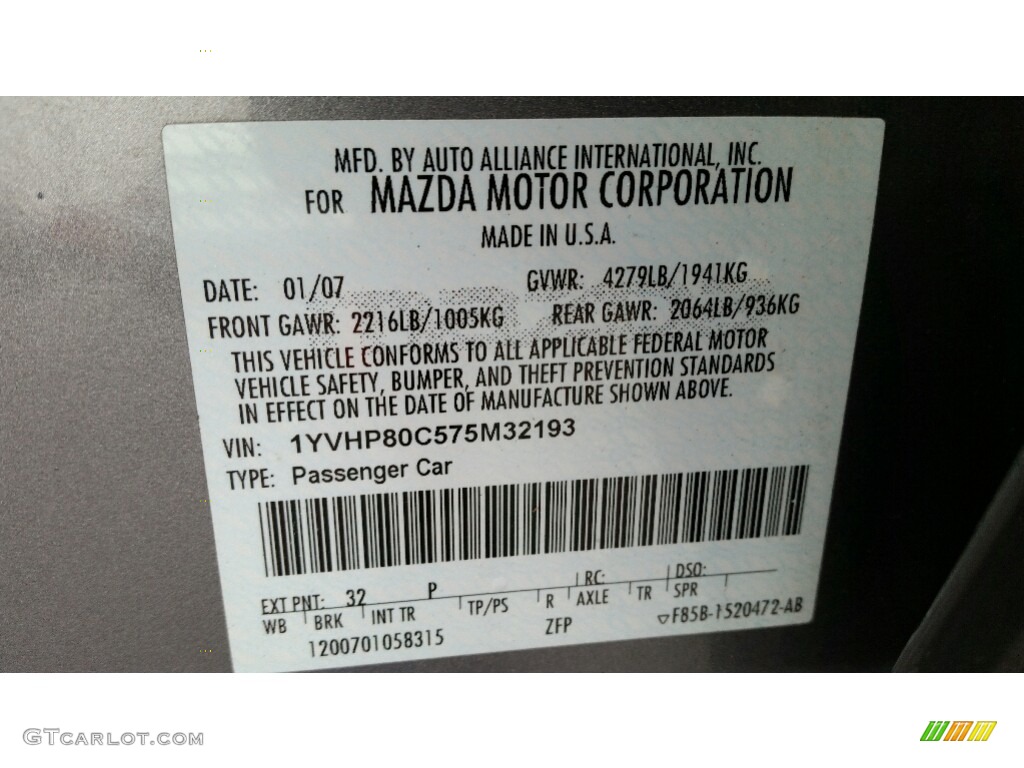 MFD. BY AUTO ALLIANCE INTERNATIONAL, INC.
FOR MAZDA MOTOR CORPORATION
MADE IN U.S.A.
DATE: 01/07 GVWR: 4279LB/1941KG
FRONT GAWR: 2216LB/1005KG REAR GAWR: 2064LB/936KG
THIS VEHICLE CONFORMS TO ALL APPLICABLE FEDERAL MOTOR
VEHICLE SAFETY, BUMPER, AND THEFT PREVENTION STANDARDS
IN EFFECT ON THE DATE OF MANUFACTURE SHOWN ABOVE.
VIN: 1YVHP80C575M32193
TYPE: Passenger Car
EXT PNT: 32 P RC: DSO:
WB BRK INT TR TP/PS R AXLE TR SPR
1200701058315 ZFP F85B-1520472-AB
GTCARLOT.COM